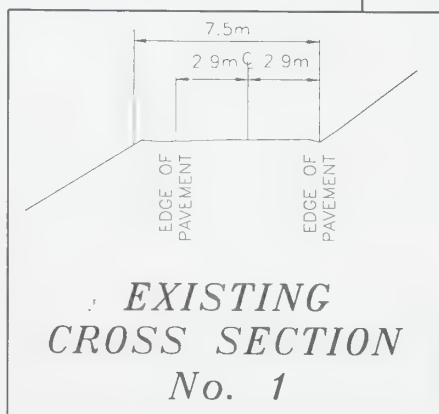 7.5m
2.9m ℄ 2.9m
EDGE OF
PAVEMENT
EDGE OF
PAVEMENT
EXISTING
CROSS SECTION
No. 1